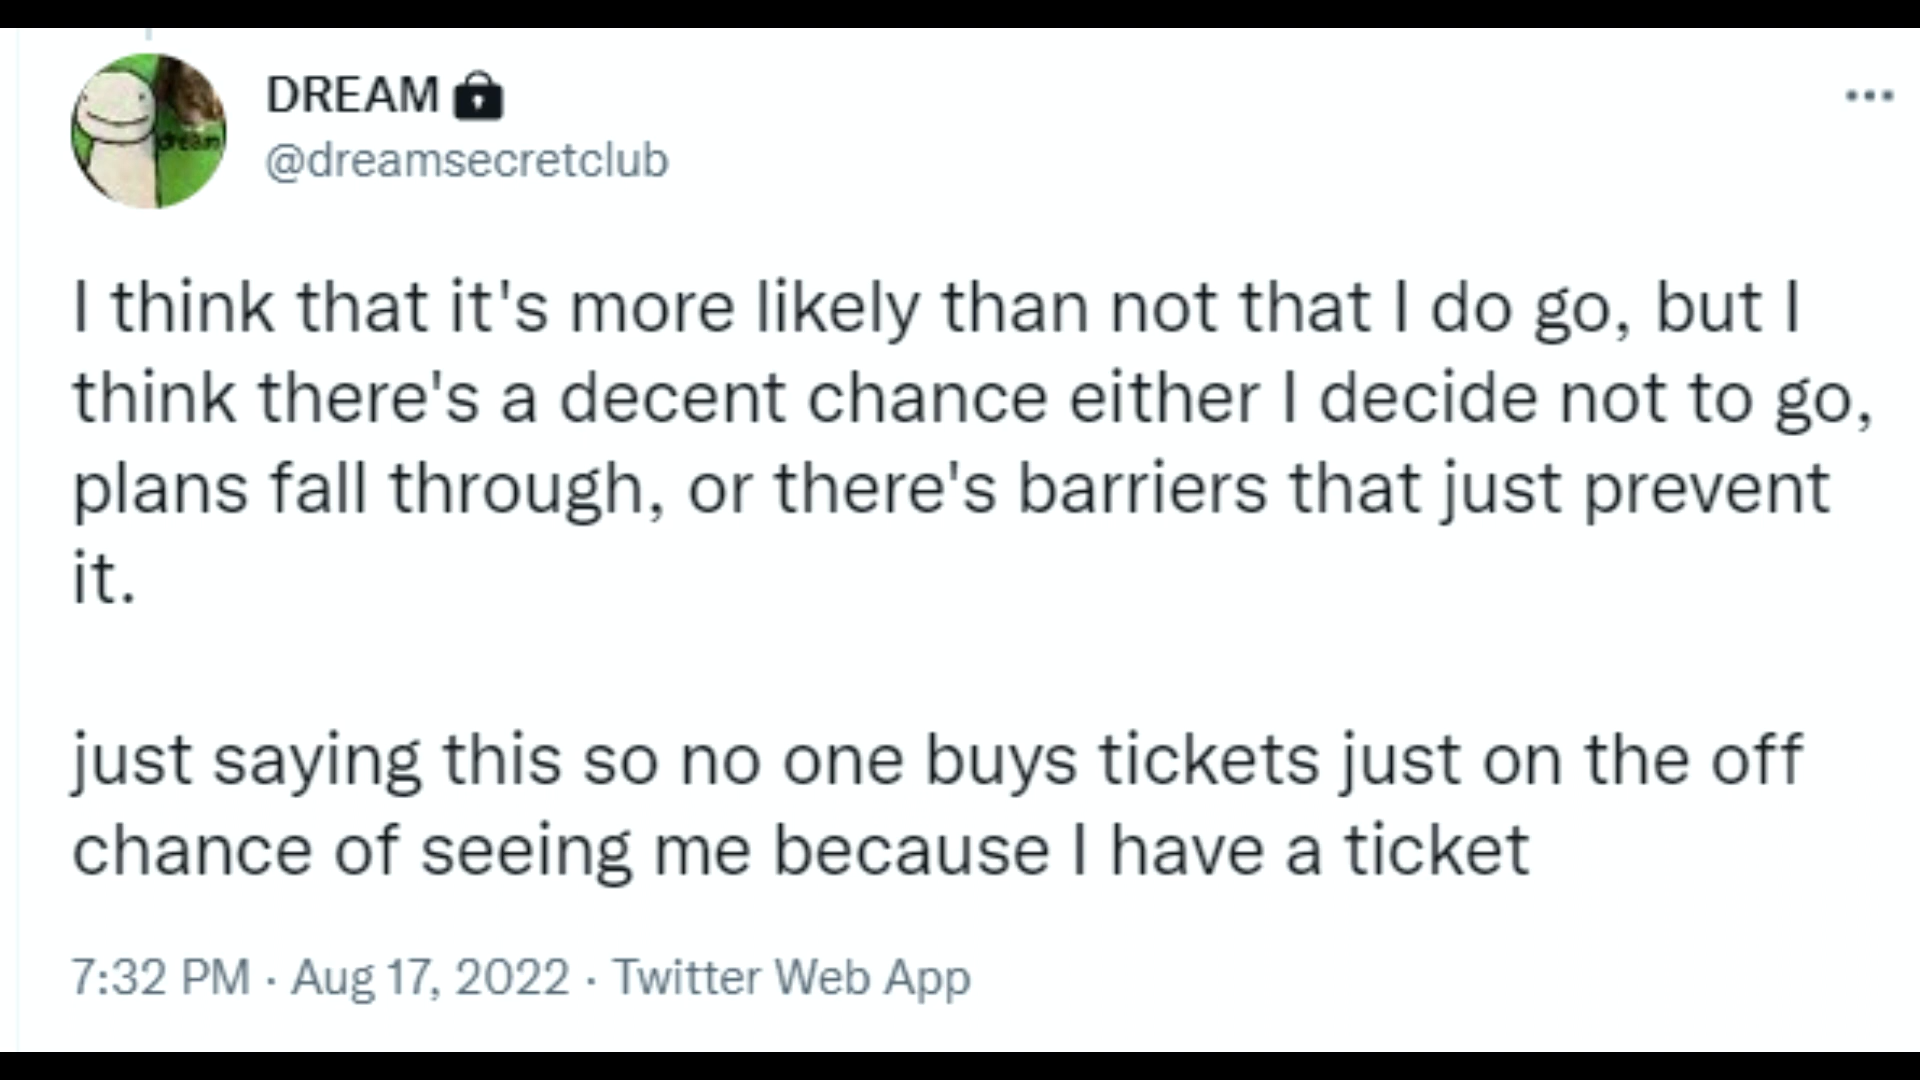 DREAM
@dreamsecretclub
dream
I think that it's more likely than not that I do go, but I
think there's a decent chance either I decide not to go,
plans fall through, or there's barriers that just prevent
it.
just saying this so no one buys tickets just on the off
chance of seeing me because I have a ticket
7:32 PM · Aug 17, 2022 · Twitter Web App